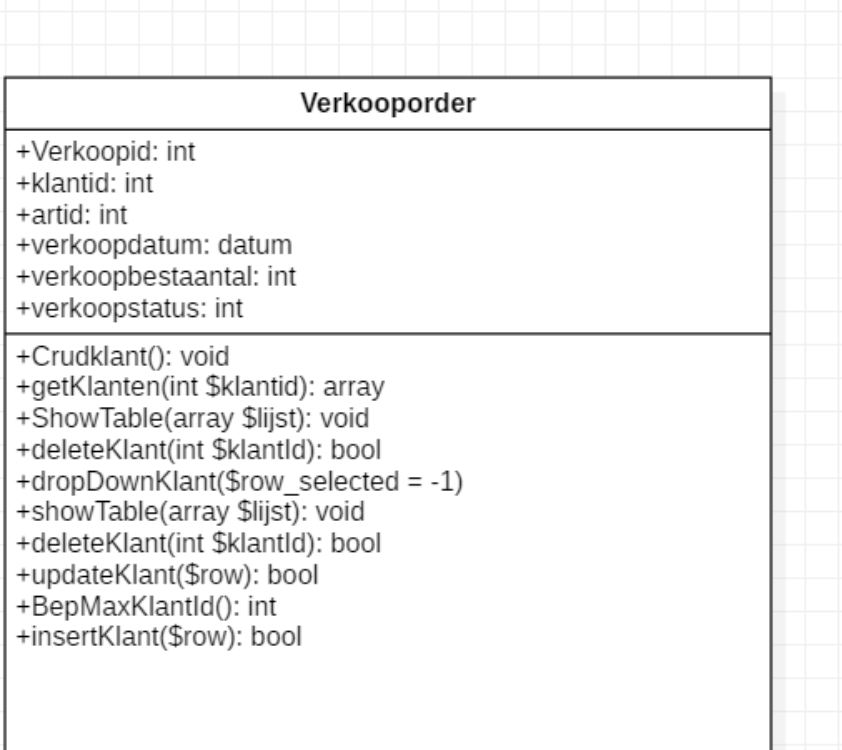 Verkooporder
+Verkoopid: int
+klantid: int
+artid: int
+verkoopdatum: datum
+verkoopbestaantal: int
+verkoopstatus: int
+Crudklant(): void
+getKlanten(int $klantid): array
+ShowTable(array $lijst): void
+deleteKlant(int $klantId): bool
+dropDownKlant($row_selected = -1)
+showTable(array $lijst): void
+deleteKlant(int $klantId): bool
+updateKlant($row): bool
+BepMaxKlantId(): int
+insertKlant($row): bool